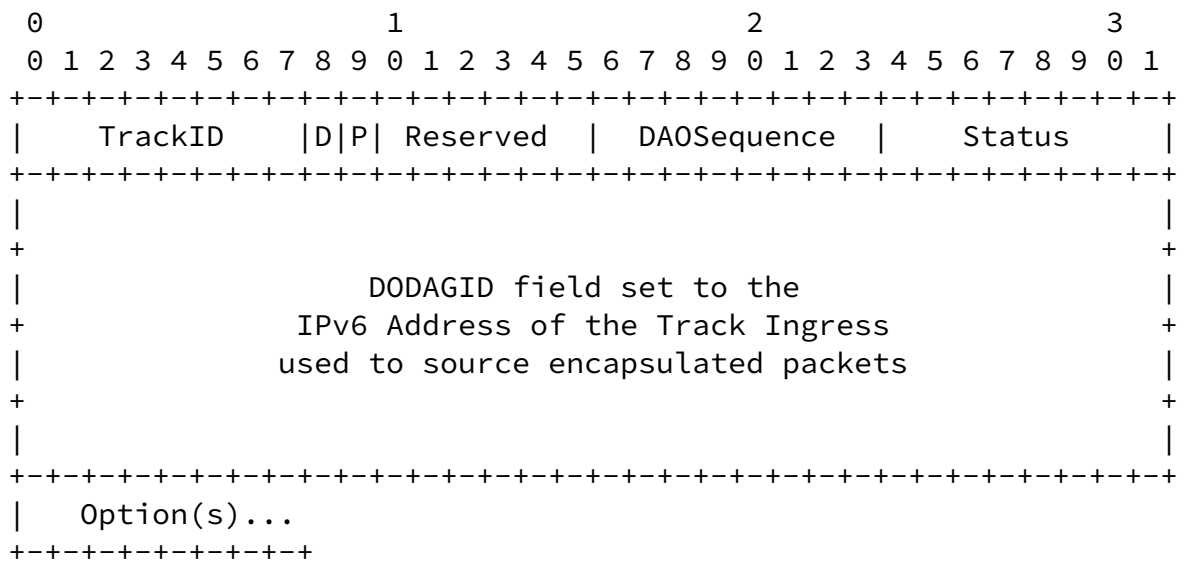 0                   1                   2                   3
 0 1 2 3 4 5 6 7 8 9 0 1 2 3 4 5 6 7 8 9 0 1 2 3 4 5 6 7 8 9 0 1
+-+-+-+-+-+-+-+-+-+-+-+-+-+-+-+-+-+-+-+-+-+-+-+-+-+-+-+-+-+-+-+-+
|    TrackID    |D|P| Reserved  |  DAOSequence  |    Status     |
+-+-+-+-+-+-+-+-+-+-+-+-+-+-+-+-+-+-+-+-+-+-+-+-+-+-+-+-+-+-+-+-+
|                                                               |
+                                                               +
|                   DODAGID field set to the                    |
+               IPv6 Address of the Track Ingress               +
|              used to source encapsulated packets              |
+                                                               +
|                                                               |
+-+-+-+-+-+-+-+-+-+-+-+-+-+-+-+-+-+-+-+-+-+-+-+-+-+-+-+-+-+-+-+-+
|   Option(s)...
+-+-+-+-+-+-+-+-+